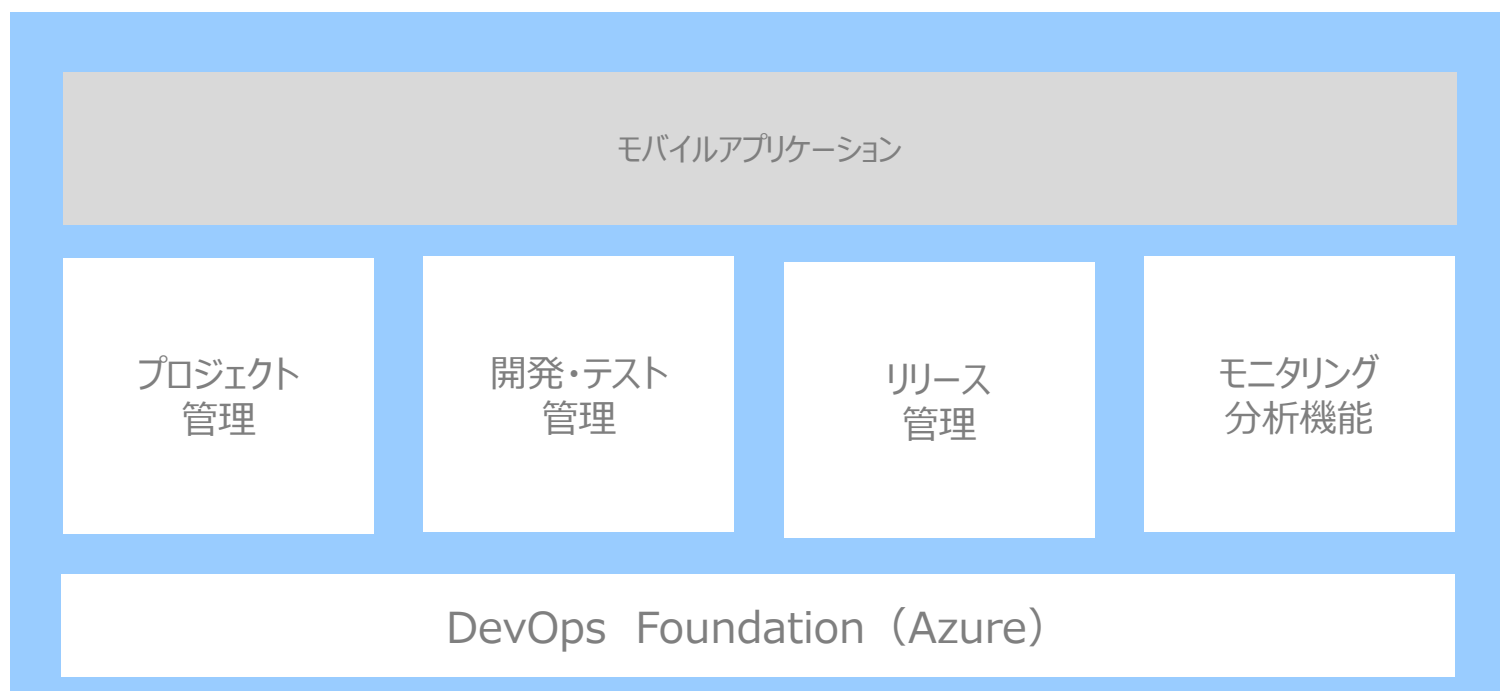 モバイルアプリケーション
プロジェクト
管理
開発・テスト
管理
リリース
管理
モニタリング
分析機能
DevOps Foundation（Azure）